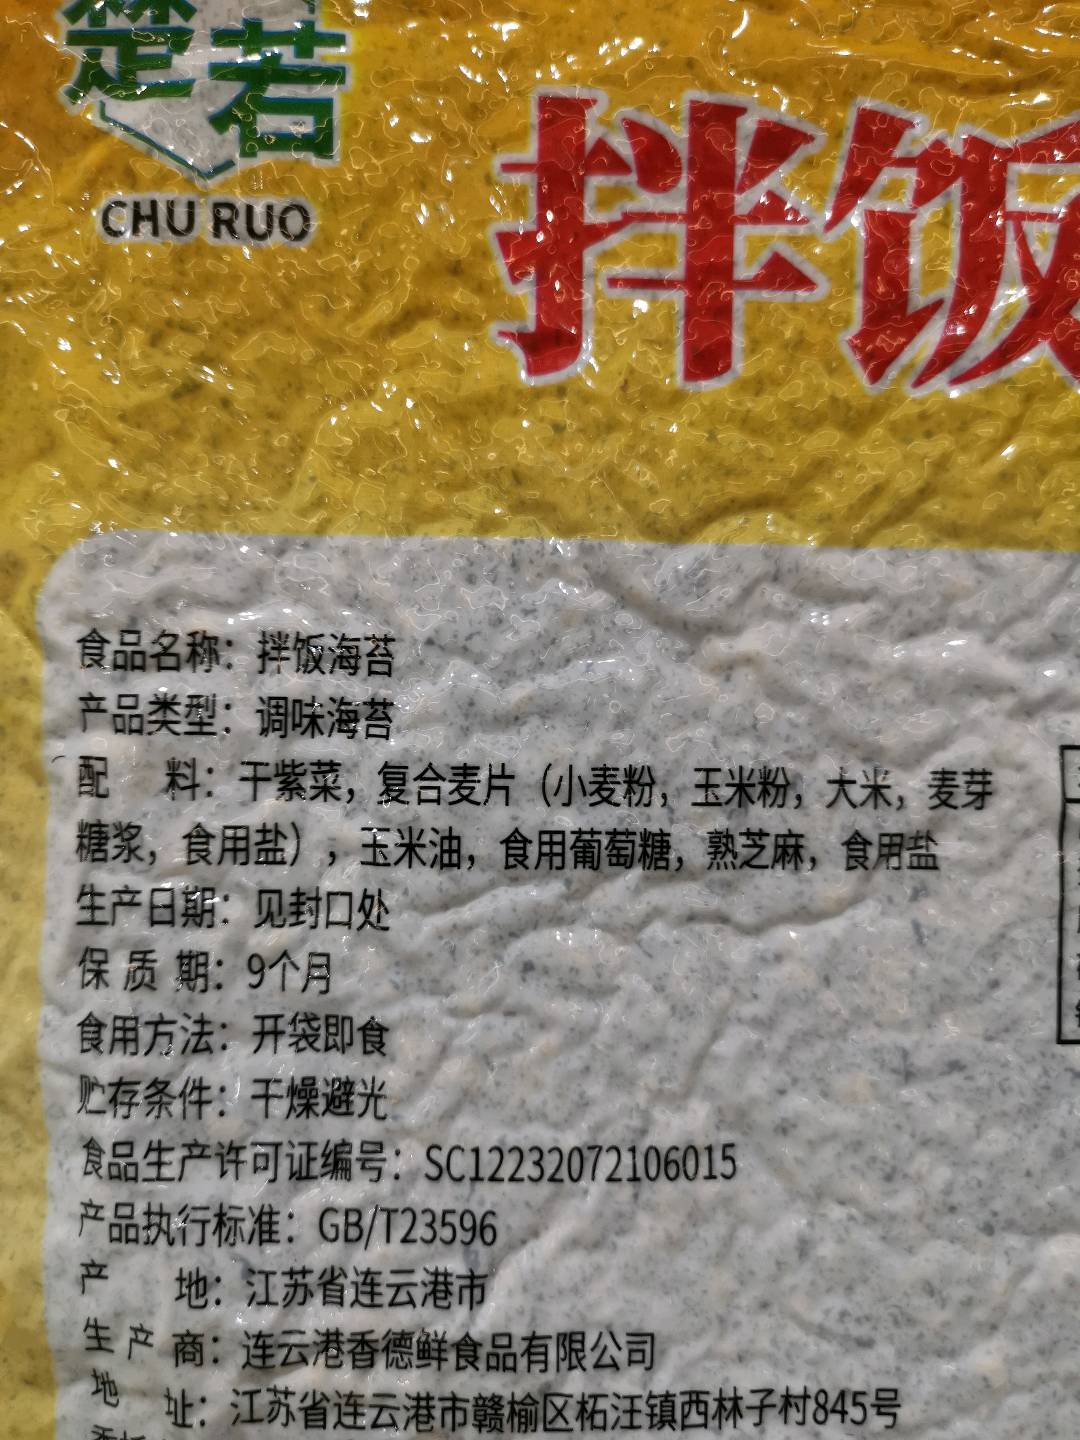 楚若
CHU RUO
拌饭
食品名称：拌饭海苔
产品类型：调味海苔
配 料：干紫菜，复合麦片（小麦粉，玉米粉，大米，麦芽
糖浆，食用盐），玉米油，食用葡萄糖，熟芝麻，食用盐
生产日期：见封口处
保质期：9个月
食用方法：开袋即食
贮存条件：干燥避光
食品生产许可证编号：SC12232072106015
产品执行标准：GB/T23596
产 地：江苏省连云港市
生产商：连云港香德鲜食品有限公司
地 址：江苏省连云港市赣榆区柘汪镇西林子村845号